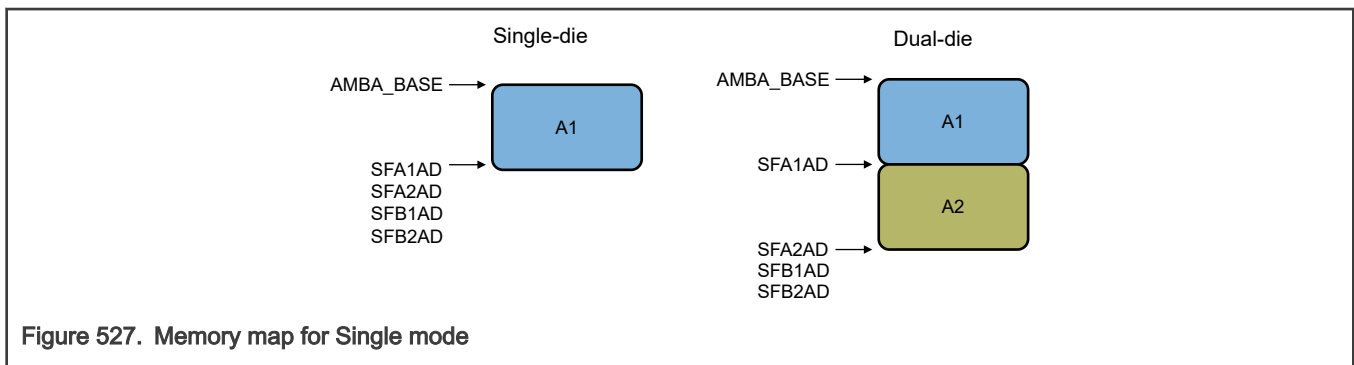 Single-die
AMBA_BASE
A1
SFA1AD
SFA2AD
SFB1AD
SFB2AD
Dual-die
AMBA_BASE
A1
SFA1AD
A2
SFA2AD
SFB1AD
SFB2AD
Figure 527. Memory map for Single mode